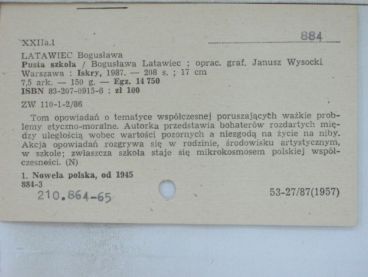 XXIIa.1
884
LATAWIEC Bogusława
Pusta szkoła / Bogusława Latawiec ; oprac. graf. Janusz Wysocki
Warszawa : Iskry, 1987. — 208 s. ; 17 cm
7,5 ark. — 150 g. — Egz. 14 750
ISBN 83-207-0915-6 : zł 100
ZW 110-1-2/86
Tom opowiadań o tematyce współczesnej poruszających ważkie prob-
lemy etyczno-moralne. Autorka przedstawia bohaterów rozdartych mię-
dzy uległością wobec wartości pozornych a niezgodą na życie na niby.
Akcja opowiadań rozgrywa się w rodzinie, środowisku artystycznym,
w szkole; zwłaszcza szkoła staje się mikrokosmosem polskiej współ-
czesności. (N)
1. Nowela polska, od 1945
884-3
210.864-65
53-27/87(1957)